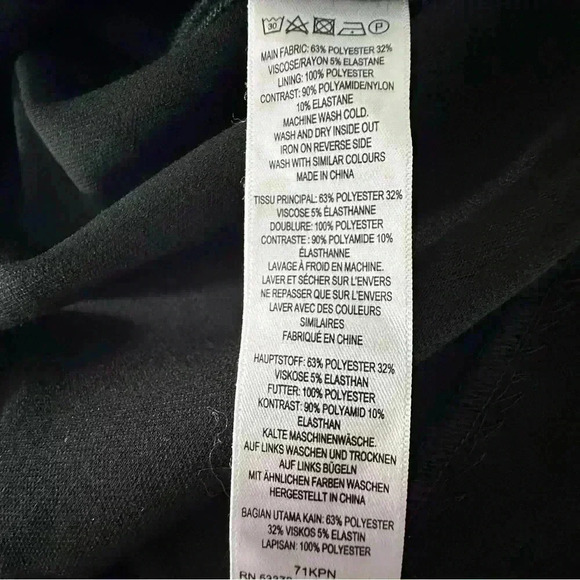 30 P
MAIN FABRIC: 63% POLYESTER 32%
VISCOSE/RAYON 5% ELASTANE
LINING: 100% POLYESTER
CONTRAST: 90% POLYAMIDE/NYLON
10% ELASTANE
MACHINE WASH COLD.
WASH AND DRY INSIDE OUT
IRON ON REVERSE SIDE
WASH WITH SIMILAR COLOURS
MADE IN CHINA
TISSU PRINCIPAL: 63% POLYESTER 32%
VISCOSE 5% ÉLASTHANNE
DOUBLURE: 100% POLYESTER
CONTRASTE : 90% POLYAMIDE 10%
ÉLASTHANNE
LAVAGE À FROID EN MACHINE.
LAVER ET SÉCHER SUR L'ENVERS
NE REPASSER QUE SUR L'ENVERS
LAVER AVEC DES COULEURS
SIMILAIRES
FABRIQUÉ EN CHINE
HAUPTSTOFF: 63% POLYESTER 32%
VISKOSE 5% ELASTHAN
FUTTER: 100% POLYESTER
KONTRAST: 90% POLYAMID 10%
ELASTHAN
KALTE MASCHINENWÄSCHE.
AUF LINKS WASCHEN UND TROCKNEN
AUF LINKS BÜGELN
MIT ÄHNLICHEN FARBEN WASCHEN
HERGESTELLT IN CHINA
BAGIAN UTAMA KAIN: 63% POLYESTER
32% VISKOS 5% ELASTIN
LAPISAN: 100% POLYESTER
71KPN
RN